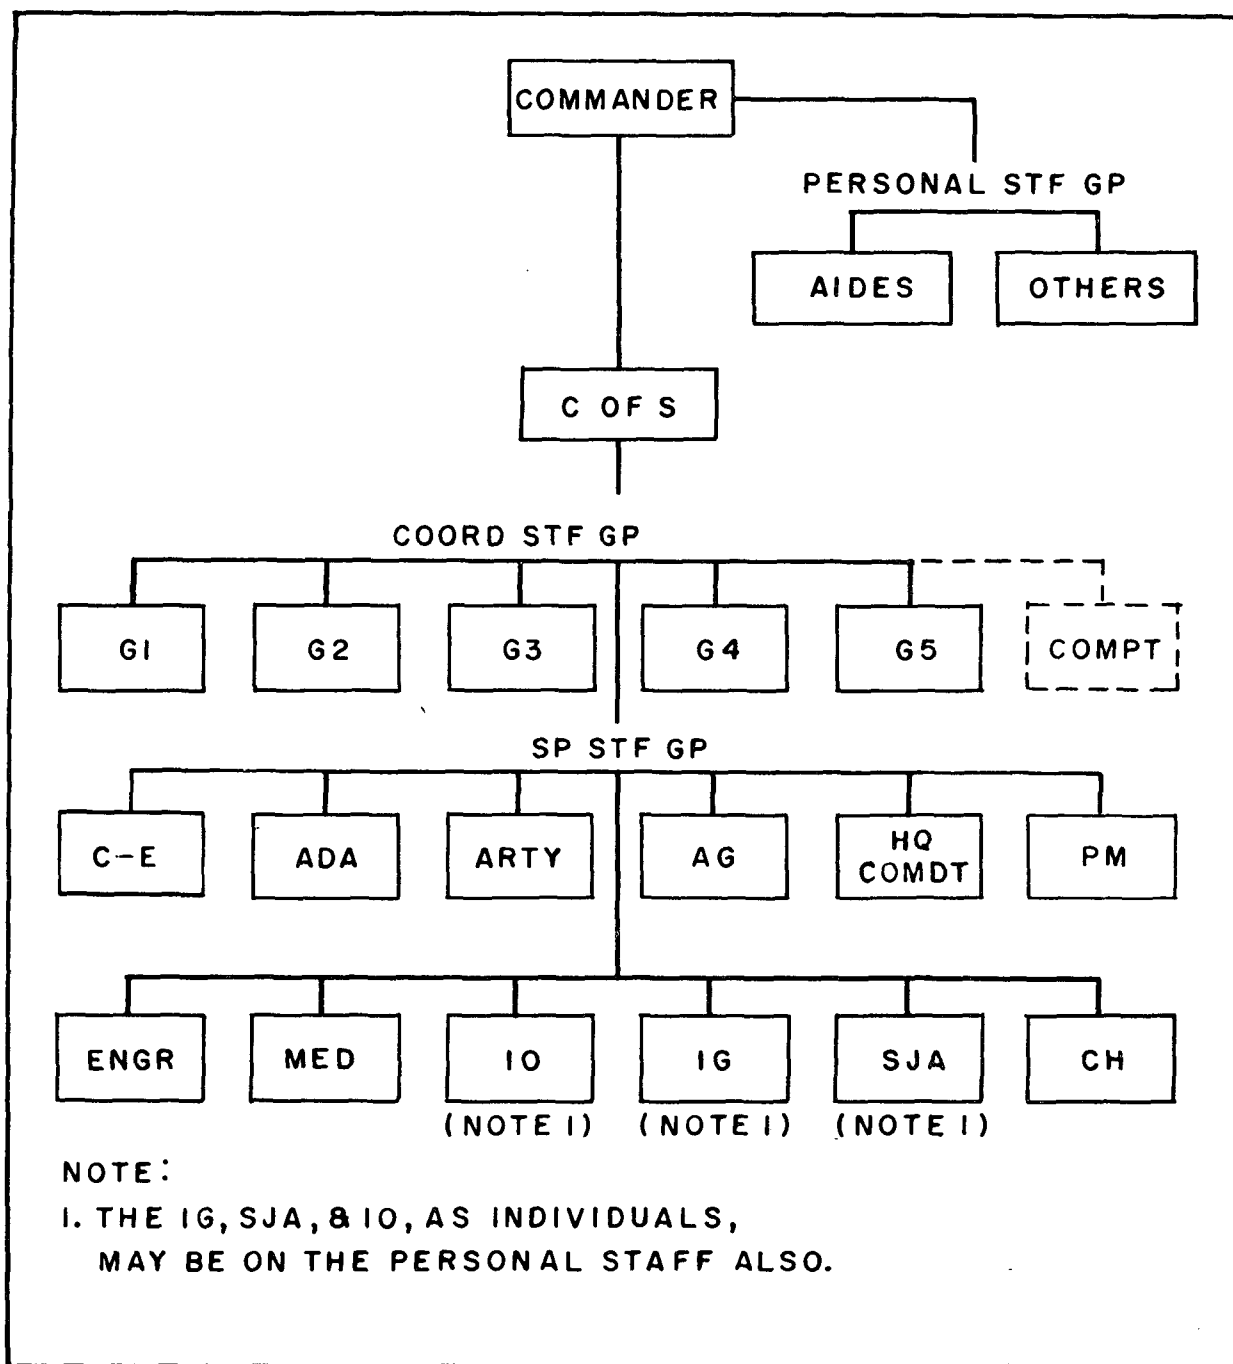 COMMANDER
PERSONAL STF GP
AIDES
OTHERS
C OF S
COORD STF GP
G1
G2
G3
G4
G5
COMPT
SP STF GP
C-E
ADA
ARTY
AG
HQ
COMDT
PM
ENGR
MED
IO
IG
SJA
CH
(NOTE 1)
(NOTE 1)
(NOTE 1)
NOTE:
1. THE IG, SJA, & IO, AS INDIVIDUALS,
MAY BE ON THE PERSONAL STAFF ALSO.